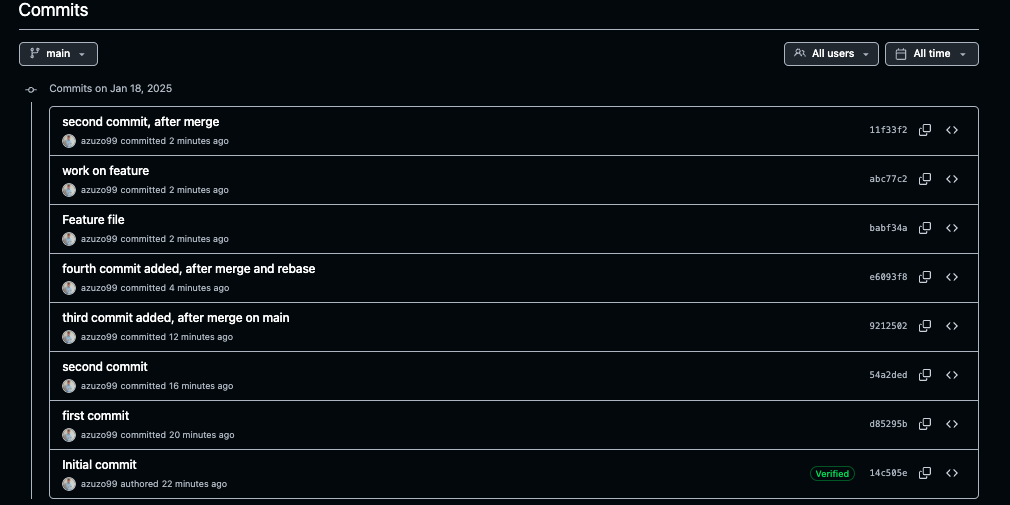 Commits
main
All users
All time
Commits on Jan 18, 2025
second commit, after merge
azuzo99 committed 2 minutes ago
11f33f2
work on feature
azuzo99 committed 2 minutes ago
abc77c2
Feature file
azuzo99 committed 2 minutes ago
babf34a
fourth commit added, after merge and rebase
azuzo99 committed 4 minutes ago
e6093f8
third commit added, after merge on main
azuzo99 committed 12 minutes ago
9212502
second commit
azuzo99 committed 16 minutes ago
54a2ded
first commit
azuzo99 committed 20 minutes ago
d85295b
Initial commit
azuzo99 authored 22 minutes ago
Verified
14c505e